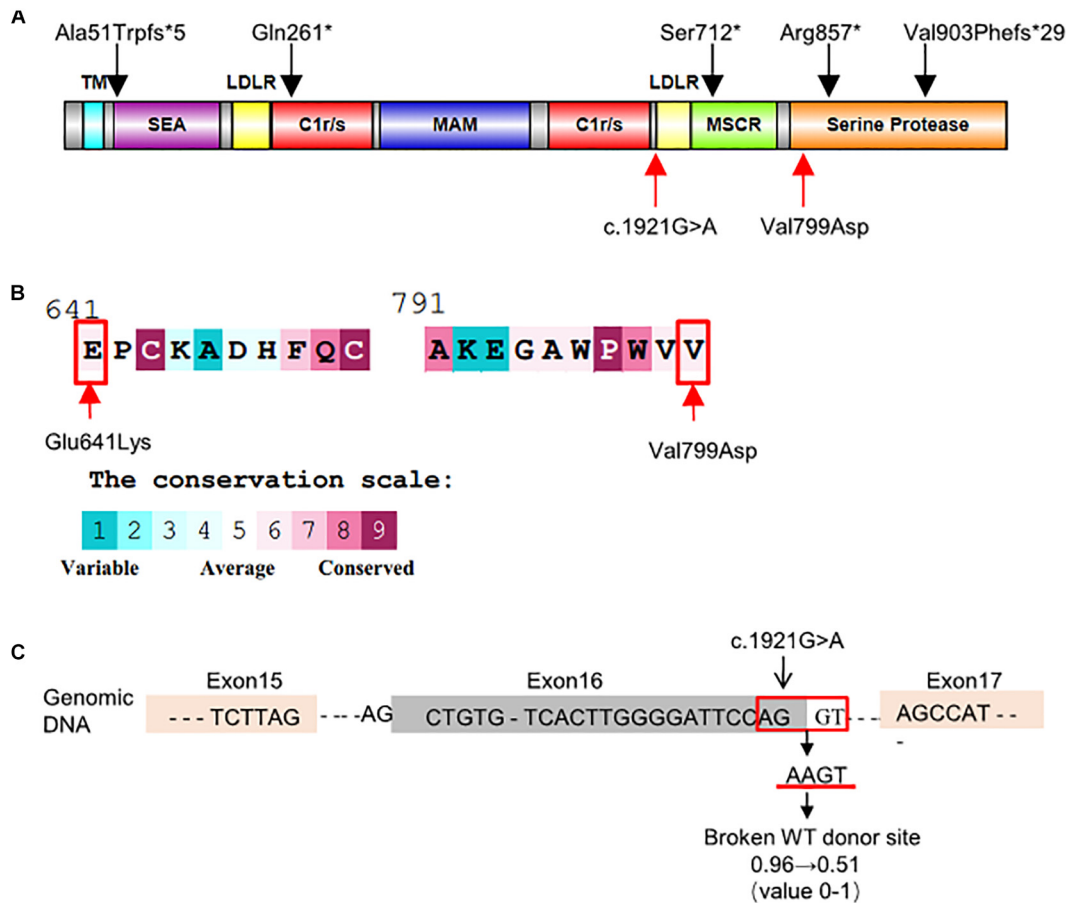 A
Ala51Trpfs*5 Gln261* Ser712* Arg857* Val903Phefs*29
TM LDLR LDLR
SEA C1r/s MAM C1r/s MSCR Serine Protease
c.1921G>A Val799Asp
B
641 791
E P C K A D H F Q C A K E G A W P W V V
Glu641Lys Val799Asp
The conservation scale:
1 2 3 4 5 6 7 8 9
Variable Average Conserved
C
c.1921G>A
Exon15 Exon16 Exon17
Genomic
DNA
---TCTTAG ----AG CTGTG - TCACTTGGGGATTCCAG GT---- AGCCAT---
AAGT
Broken WT donor site
0.96→0.51
(value 0-1)